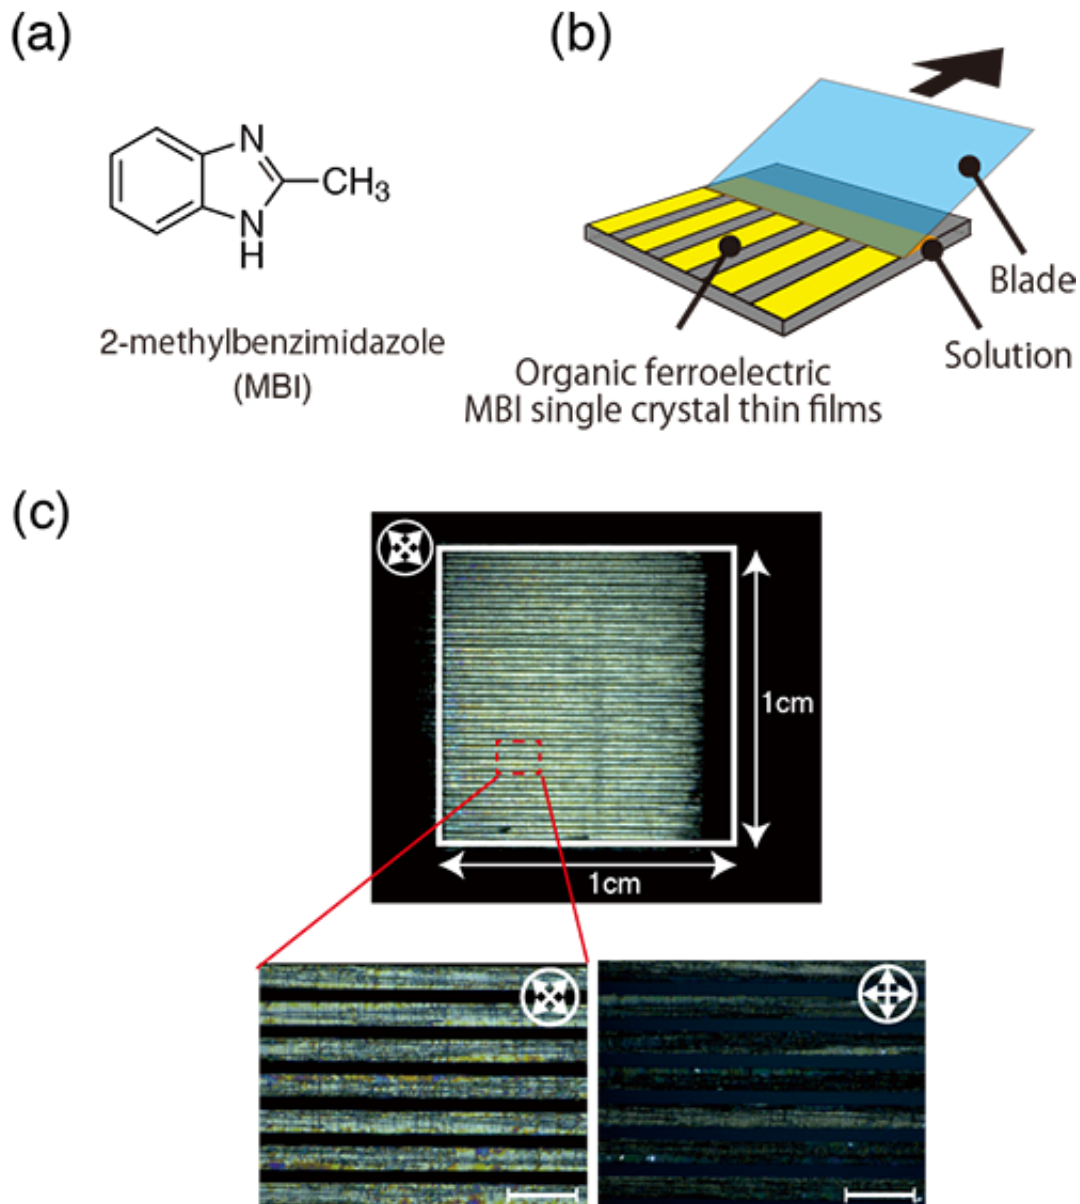 (a)
N
CH3
N
H
2-methylbenzimidazole
(MBI)
(b)
Blade
Solution
Organic ferroelectric
MBI single crystal thin films
(c)
1cm
1cm